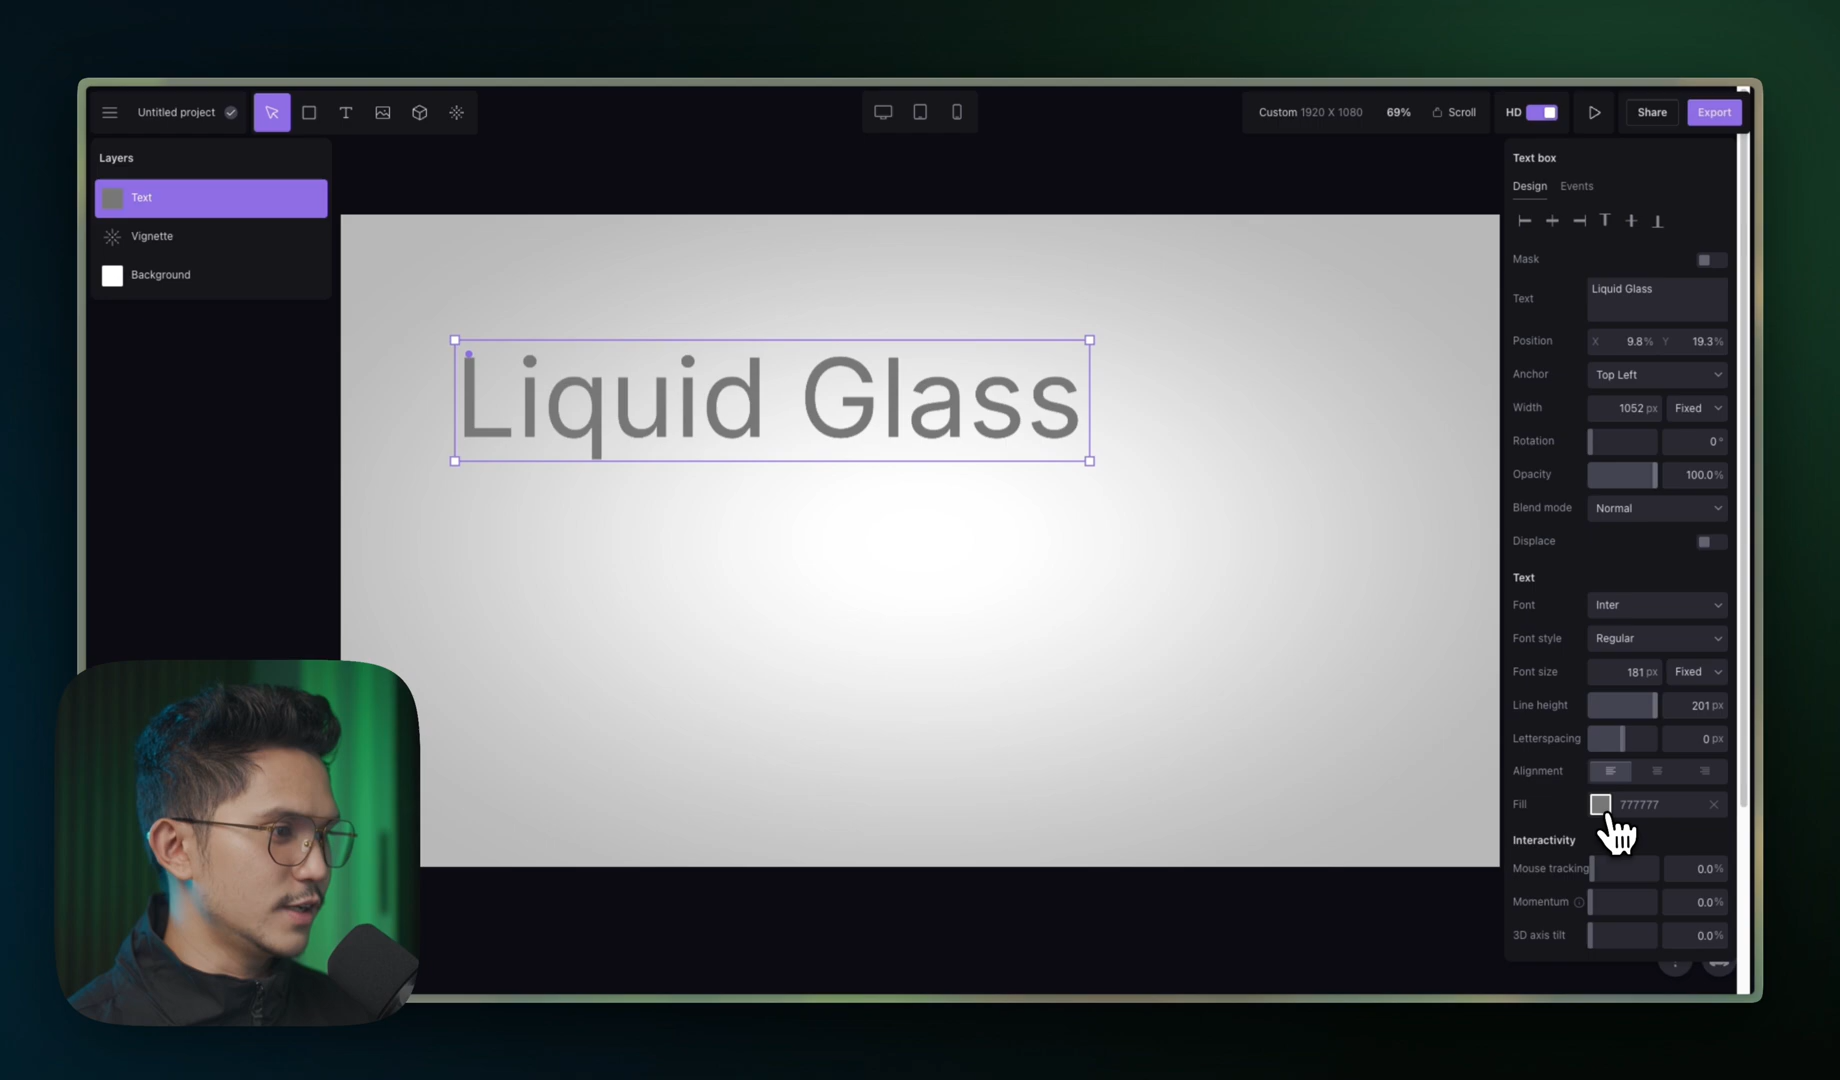 Untitled project
Custom 1920 X 1080 69% Scroll HD Share Export
Layers
Text
Vignette
Background
Liquid Glass
Text box
Design Events
Mask
Text Liquid Glass
Position X 9.8% Y 19.3%
Anchor Top Left
Width 1052 px Fixed
Rotation 0°
Opacity 100.0%
Blend mode Normal
Displace
Text
Font Inter
Font style Regular
Font size 181 px Fixed
Line height 201 px
Letterspacing 0 px
Alignment
Fill 777777
Interactivity
Mouse tracking 0.0%
Momentum 0.0%
3D axis tilt 0.0%